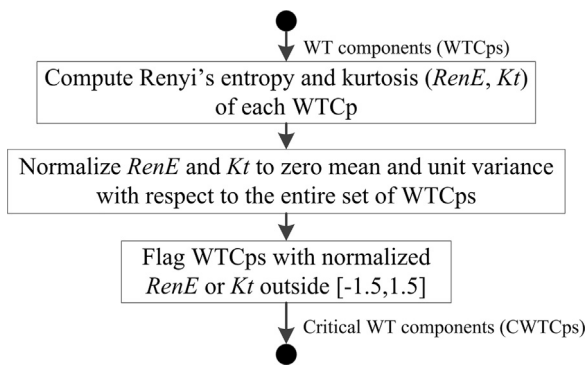 WT components (WTCps)
Compute Renyi's entropy and kurtosis (RenE, Kt)
of each WTCp
Normalize RenE and Kt to zero mean and unit variance
with respect to the entire set of WTCps
Flag WTCps with normalized
RenE or Kt outside [-1.5,1.5]
Critical WT components (CWTCps)